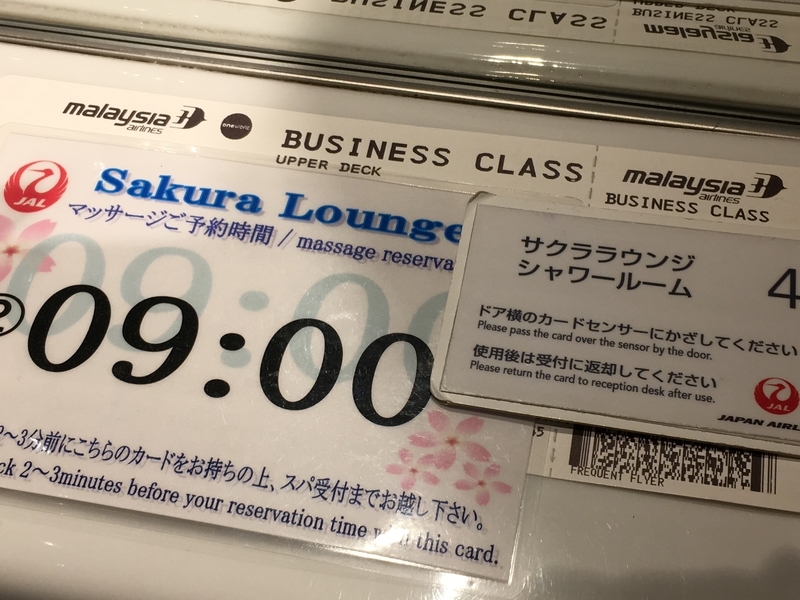 BUSINESS CLASS
BUSINESS CLASS
malaysia
malaysia
airlines
oneworld
BUSINESS CLASS
UPPER DECK
malaysia
airlines
BUSINESS CLASS
JAL
Sakura Lounge
マッサージご予約時間 / massage reserva
09:00
2～3分前にこちらのカードをお持ちの上、スパ受付までお越し下さい。
ck 2～3minutes before your reservation time this card.
サクララウンジ
シャワールーム
4
ドア横のカードセンサーにかざしてください
Please pass the card over the sensor by the door.
使用後は受付に返却してください
Please return the card to reception desk after use.
JAL
JAPAN AIRL
FREQUENT FLYER